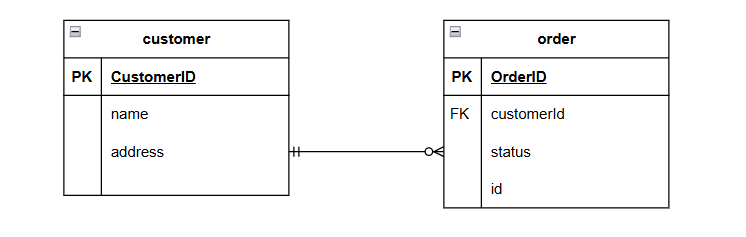 customer
PK CustomerID
name
address
order
PK OrderID
FK customerId
status
id